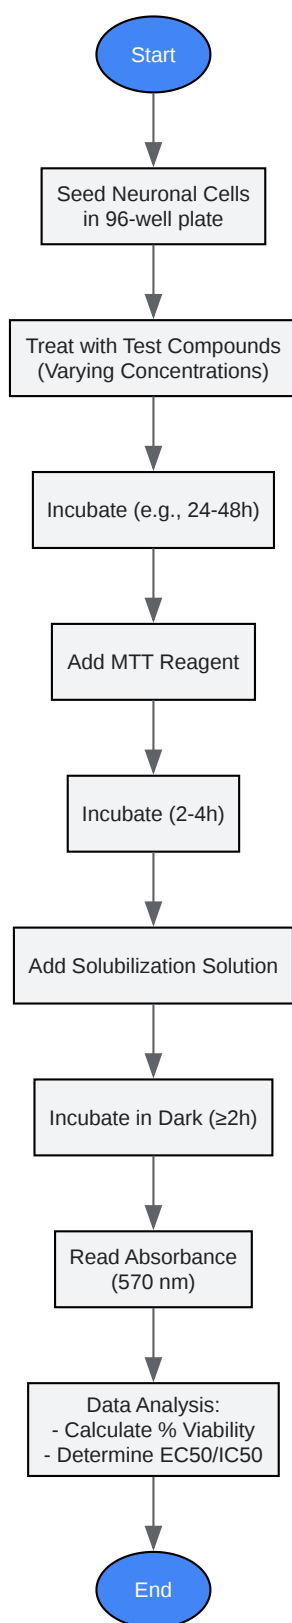 Start
Seed Neuronal Cells
in 96-well plate
Treat with Test Compounds
(Varying Concentrations)
Incubate (e.g., 24-48h)
Add MTT Reagent
Incubate (2-4h)
Add Solubilization Solution
Incubate in Dark (≥2h)
Read Absorbance
(570 nm)
Data Analysis:
- Calculate % Viability
- Determine EC50/IC50
End